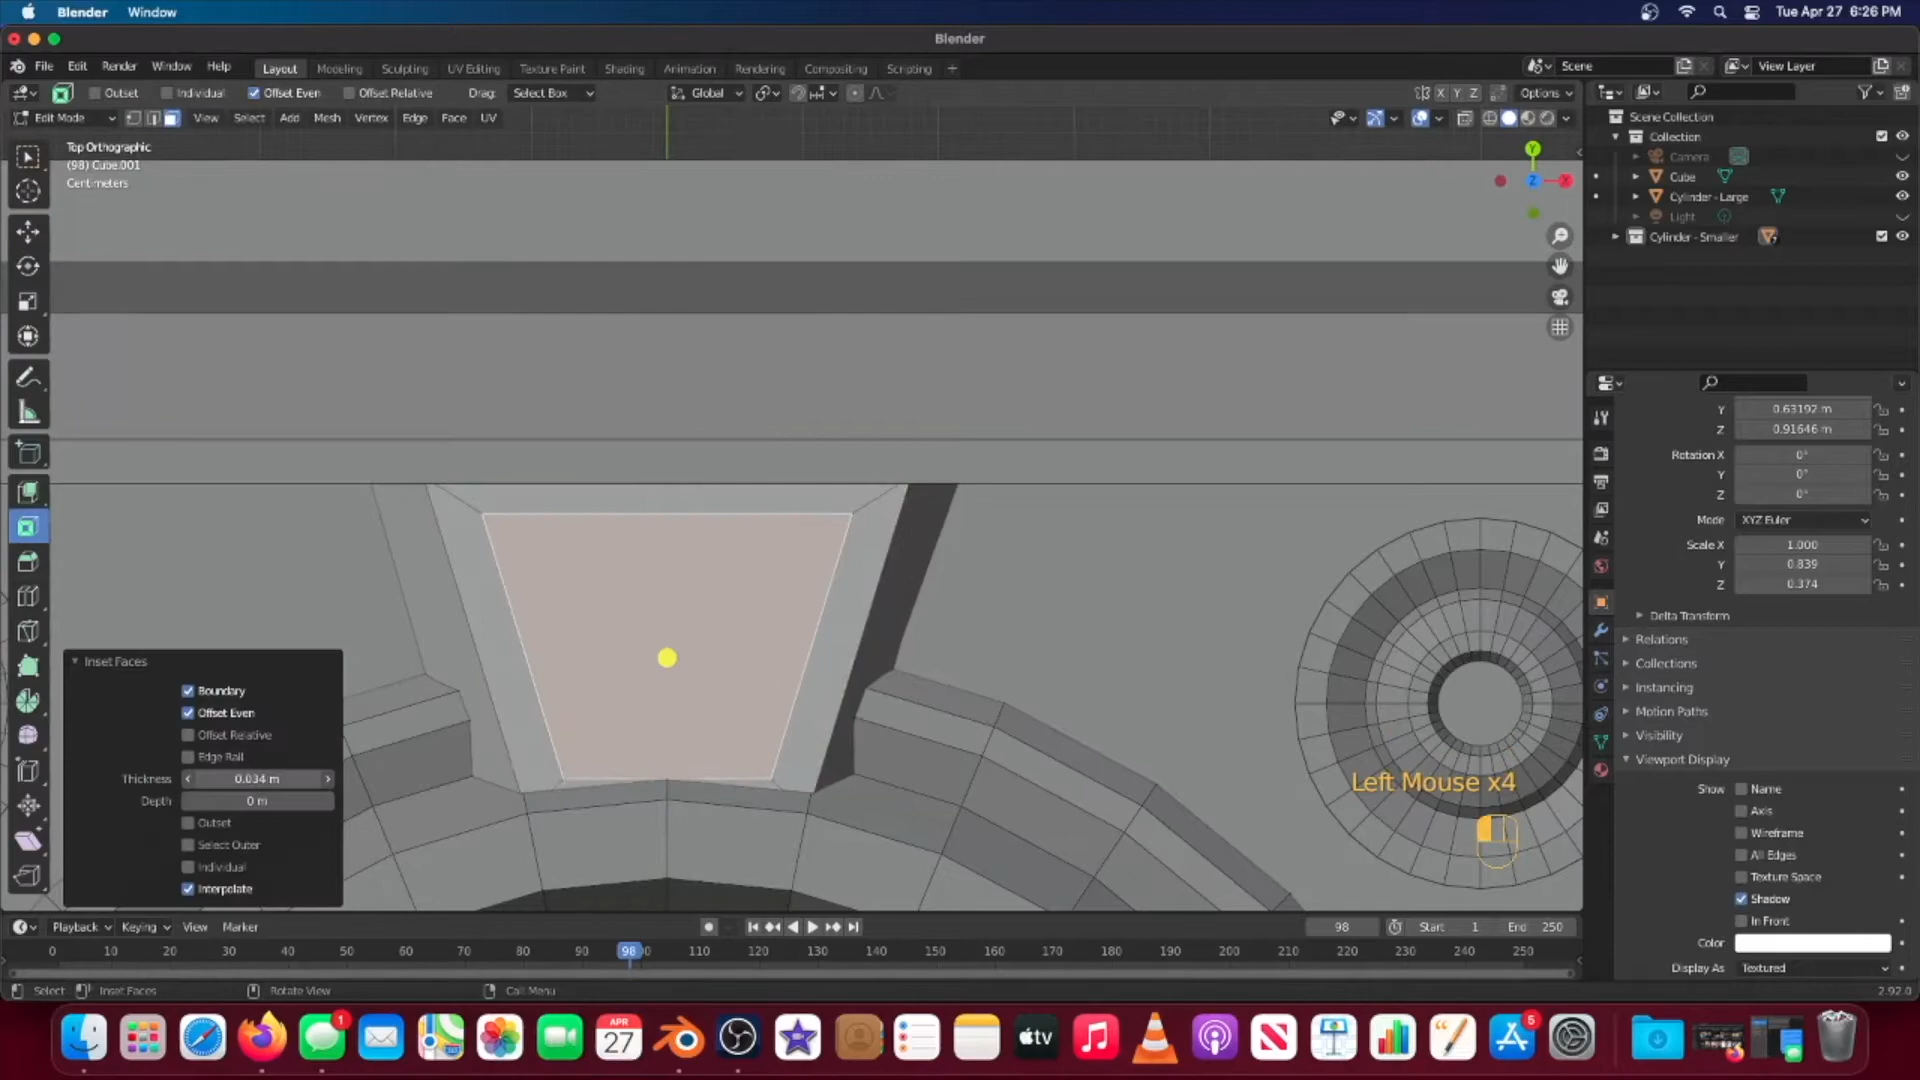 Blender Window Tue Apr 27 6:26 PM
Blender
File Edit Render Window Help Layout Modeling Sculpting UV Editing Texture Paint Shading Animation Rendering Compositing Scripting + Scene View Layer
Outset Individual Offset Even Offset Relative Drag: Select Box Global X Y Z Options
Edit Mode View Select Add Mesh Vertex Edge Face UV
Top Orthographic
(98) Cube.001
Centimeters
Y
Z
X
Scene Collection
Collection
Camera
Cube
Cylinder - Large
Light
Cylinder - Smaller
Y 0.63192 m
Z 0.91646 m
Rotation X 0°
Y 0°
Z 0°
Mode XYZ Euler
Scale X 1.000
Y 0.839
Z 0.374
Delta Transform
Relations
Collections
Instancing
Motion Paths
Visibility
Viewport Display
Show Name
Axis
Wireframe
All Edges
Texture Space
Shadow
In Front
Color
Display As Textured
Inset Faces
Boundary
Offset Even
Offset Relative
Edge Rail
Thickness 0.034 m
Depth 0 m
Outset
Select Outer
Individual
Interpolate
Left Mouse x4
Playback Keying View Marker 98 Start 1 End 250
0 10 20 30 40 50 60 70 80 90 98 110 120 130 140 150 160 170 180 190 200 210 220 230 240 250
Select Inset Faces Rotate View Call Menu 2.92.0
1 APR 27 tv 5